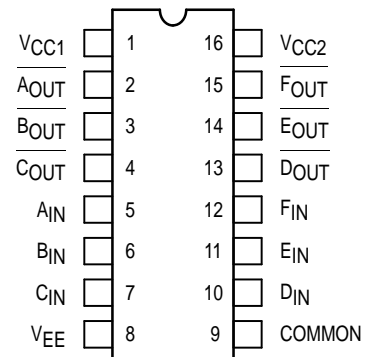 VCC1 1 16 VCC2
AOUT 2 15 FOUT
BOUT 3 14 EOUT
COUT 4 13 DOUT
AIN 5 12 FIN
BIN 6 11 EIN
CIN 7 10 DIN
VEE 8 9 COMMON